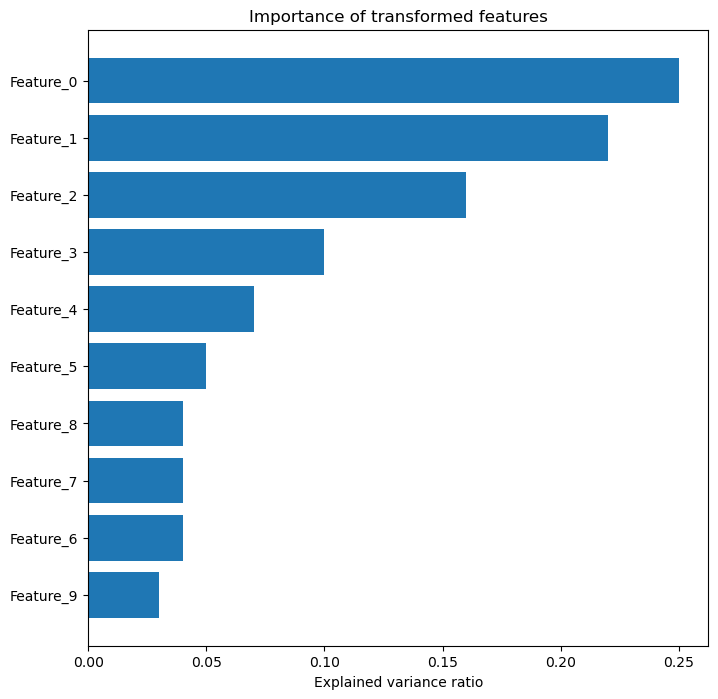 Importance of transformed features
Feature_0
Feature_1
Feature_2
Feature_3
Feature_4
Feature_5
Feature_8
Feature_7
Feature_6
Feature_9
0.00 0.05 0.10 0.15 0.20 0.25
Explained variance ratio